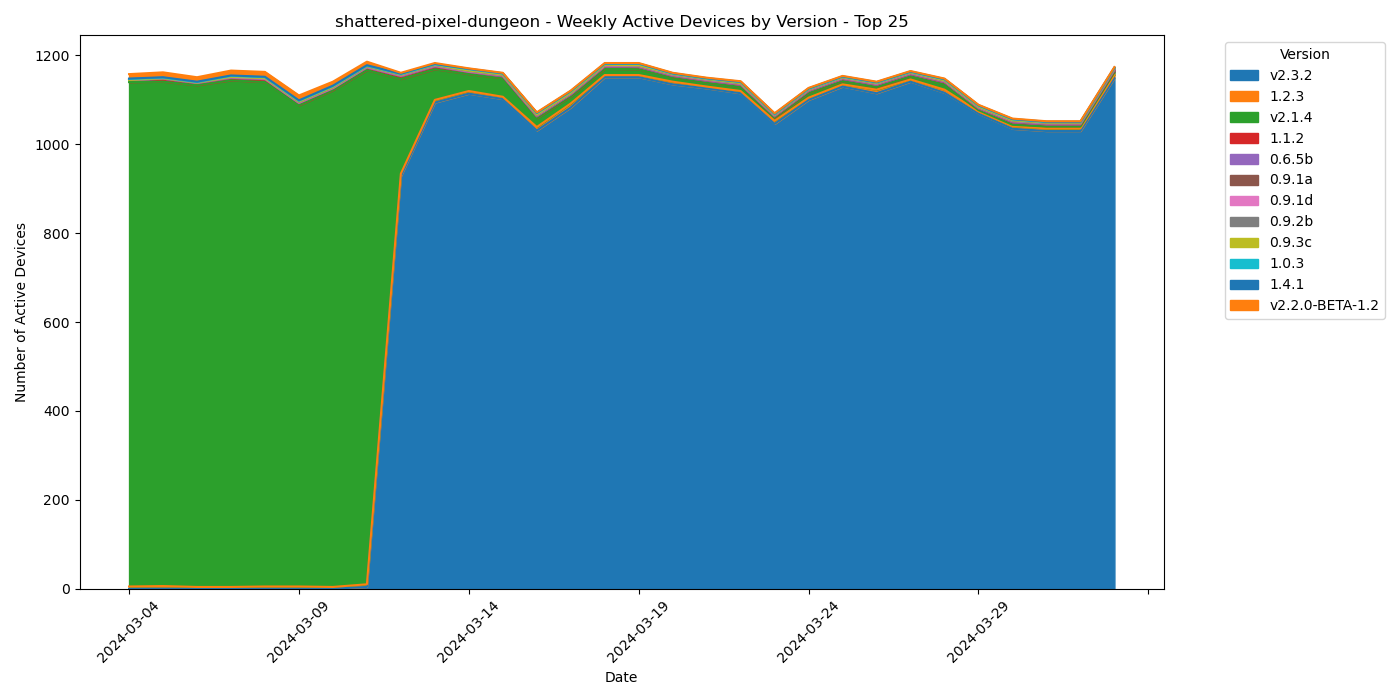 shattered-pixel-dungeon - Weekly Active Devices by Version - Top 25
Number of Active Devices
1200
1000
800
600
400
200
0
2024-03-04
2024-03-09
2024-03-14
2024-03-19
2024-03-24
2024-03-29
Date
Version
v2.3.2
1.2.3
v2.1.4
1.1.2
0.6.5b
0.9.1a
0.9.1d
0.9.2b
0.9.3c
1.0.3
1.4.1
v2.2.0-BETA-1.2